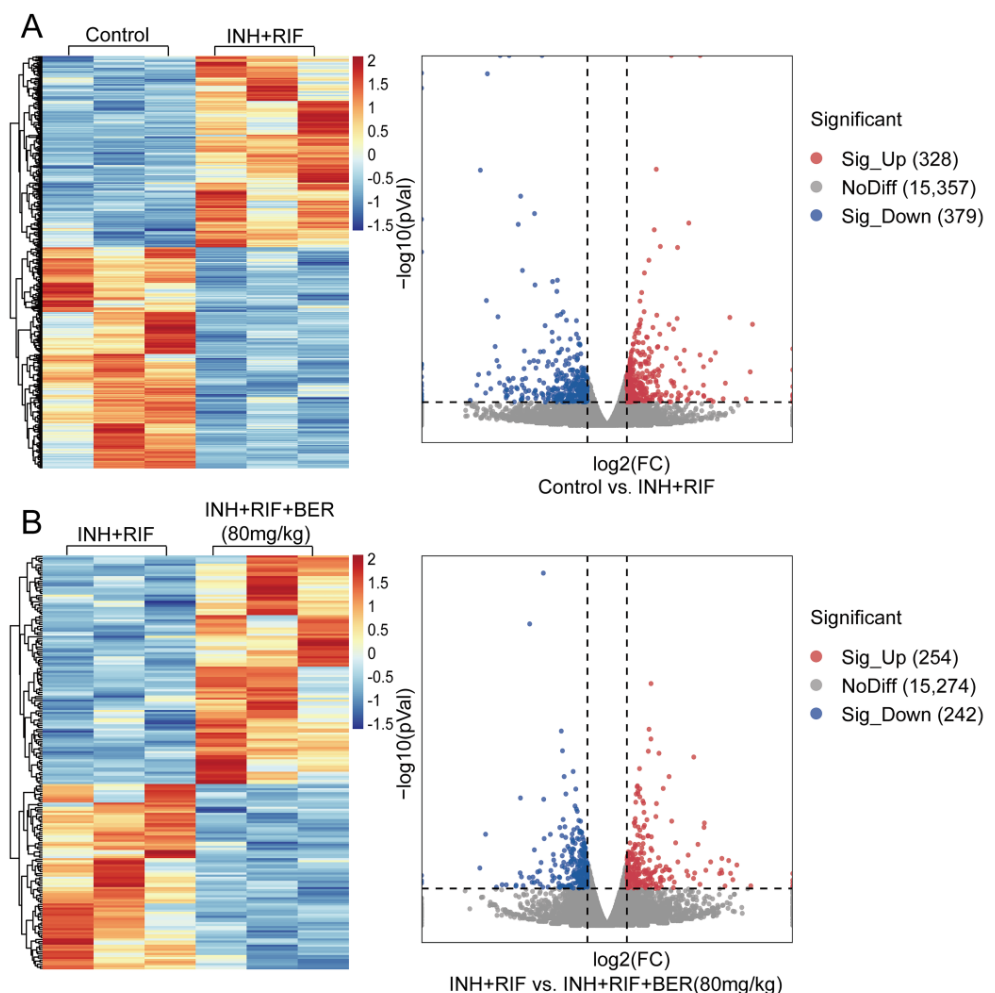 A
Control
INH+RIF
2
1.5
1
0.5
0
-0.5
-1
-1.5
−log10(pVal)
log2(FC)
Control vs. INH+RIF
Significant
Sig_Up (328)
NoDiff (15,357)
Sig_Down (379)
B
INH+RIF
INH+RIF+BER
(80mg/kg)
2
1.5
1
0.5
0
-0.5
-1
-1.5
−log10(pVal)
log2(FC)
INH+RIF vs. INH+RIF+BER(80mg/kg)
Significant
Sig_Up (254)
NoDiff (15,274)
Sig_Down (242)